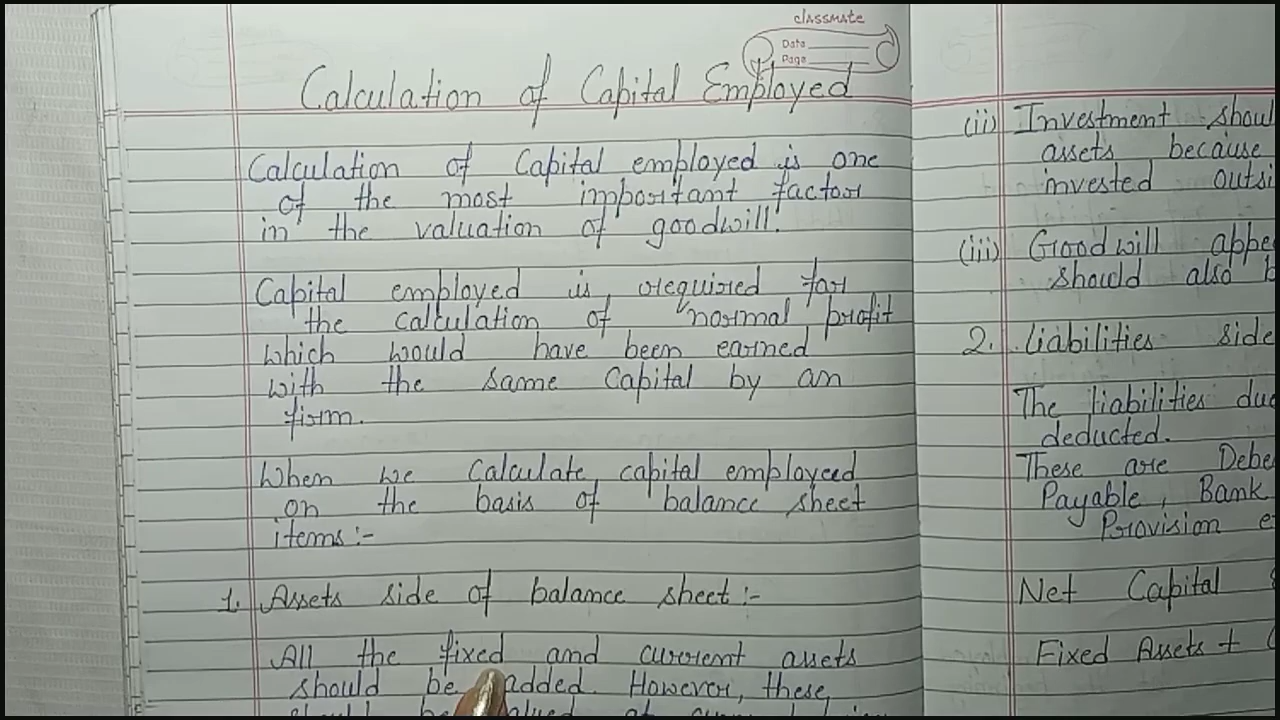 classmate
Date
Page
Calculation of Capital Employed
Calculation of Capital employed is one
of the most important factor
in the valuation of goodwill.
Capital employed is required for
the calculation of "normal profit
which would have been earned
with the same Capital by an
firm.
When we Calculate capital employeed
on the basis of balance sheet
items:-
1. Assets side of balance sheet:-
All the fixed and current assets
should be added. However, these
(ii) Investment shoul
assets because
invested outsi
(iii) Goodwill appe
should also b
2. liabilities side
The liabilities du
deducted.
These are Debe
Payable, Bank
Provision e
Net Capital
Fixed Assets +